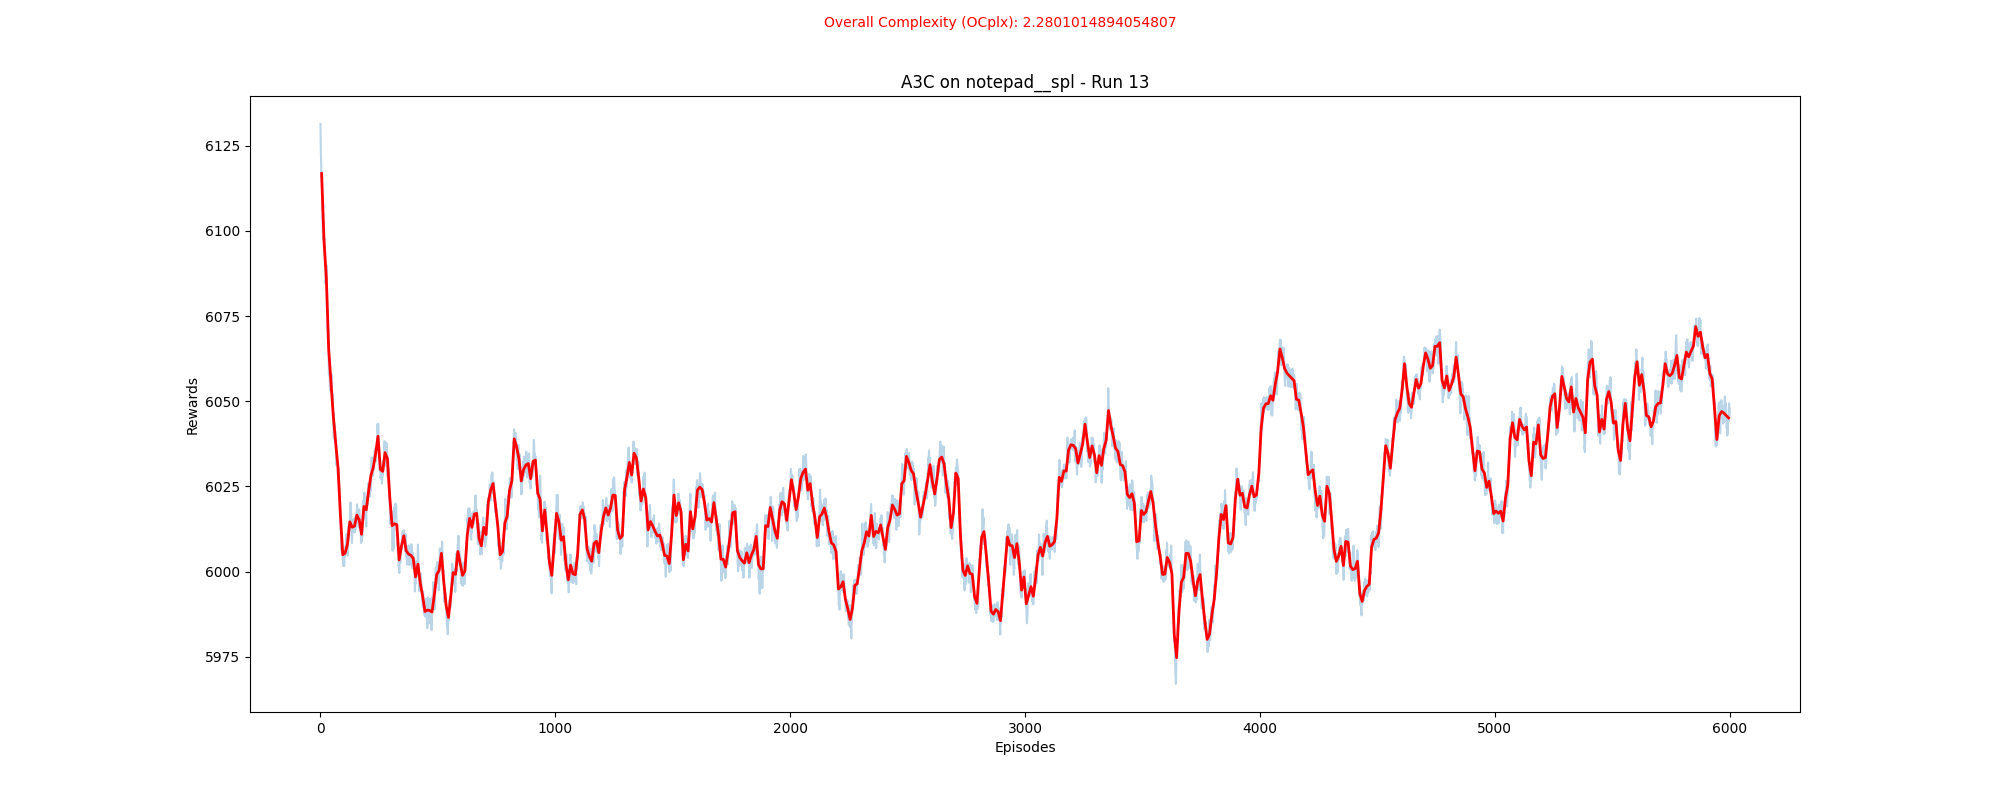 Overall Complexity (OCplx): 2.2801014894054807
A3C on notepad__spl - Run 13
6125
6100
6075
6050
6025
6000
5975
Rewards
0 1000 2000 3000 4000 5000 6000
Episodes